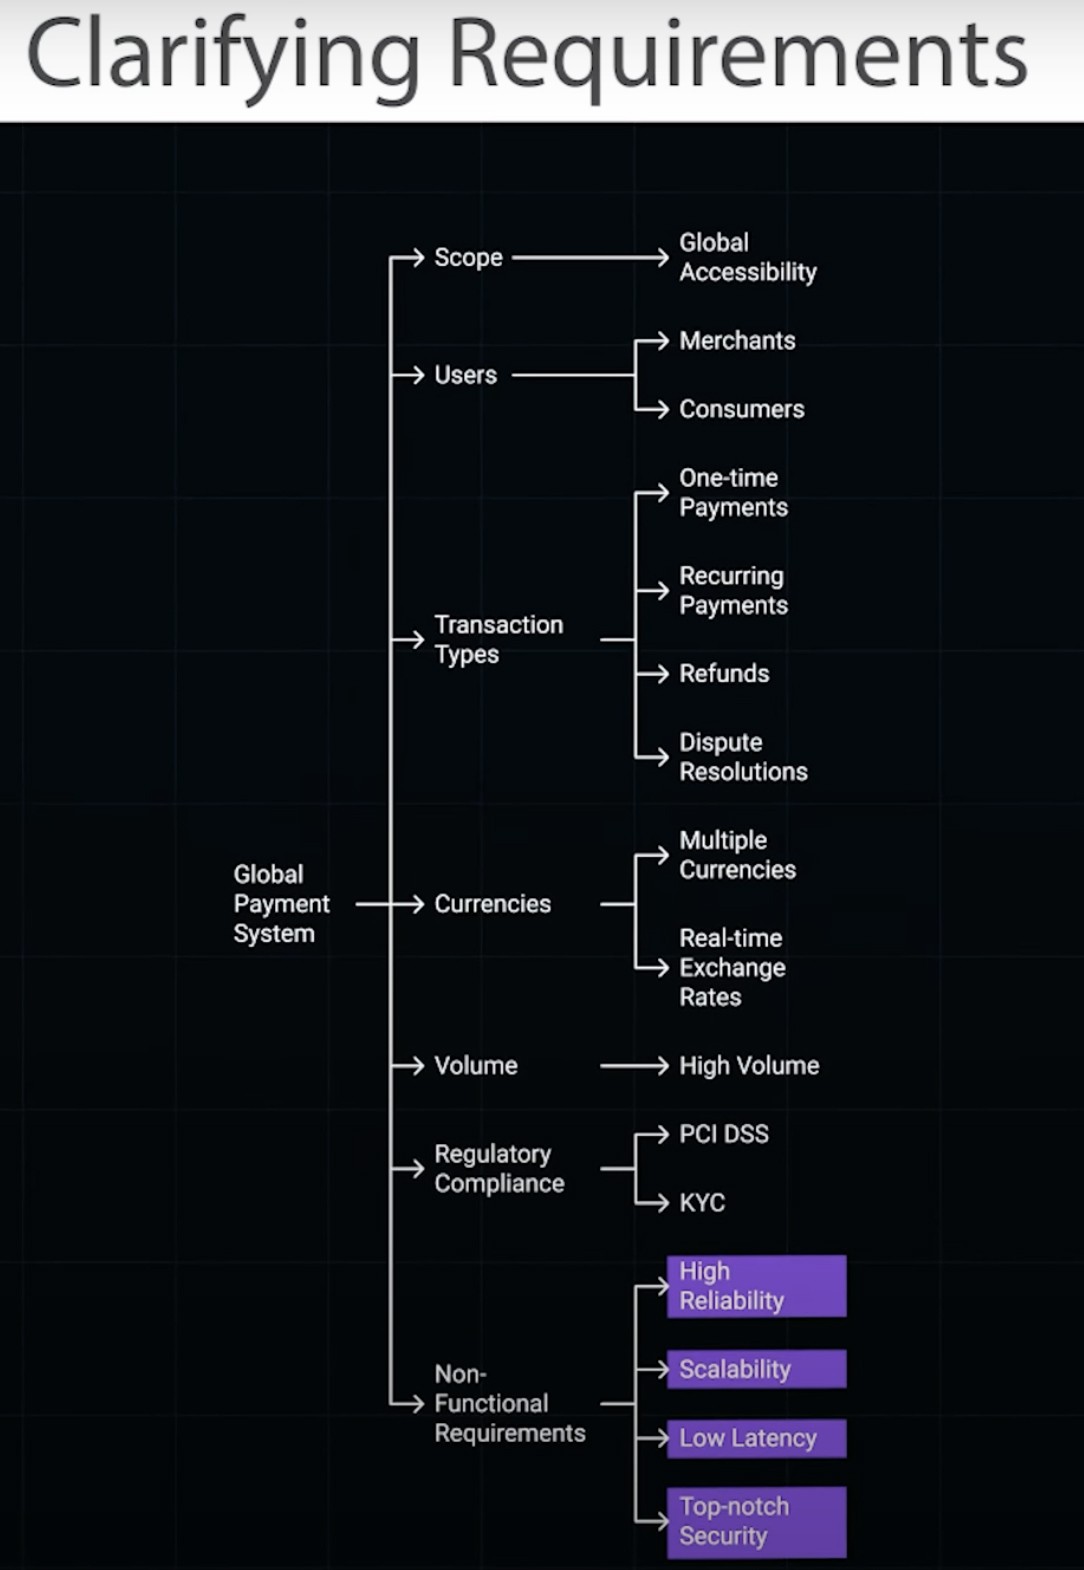 Clarifying Requirements
Scope
Global
Accessibility
Users
Merchants
Consumers
Transaction
Types
One-time
Payments
Recurring
Payments
Refunds
Dispute
Resolutions
Global
Payment
System
Currencies
Multiple
Currencies
Real-time
Exchange
Rates
Volume
High Volume
Regulatory
Compliance
PCI DSS
KYC
Non-
Functional
Requirements
High
Reliability
Scalability
Low Latency
Top-notch
Security